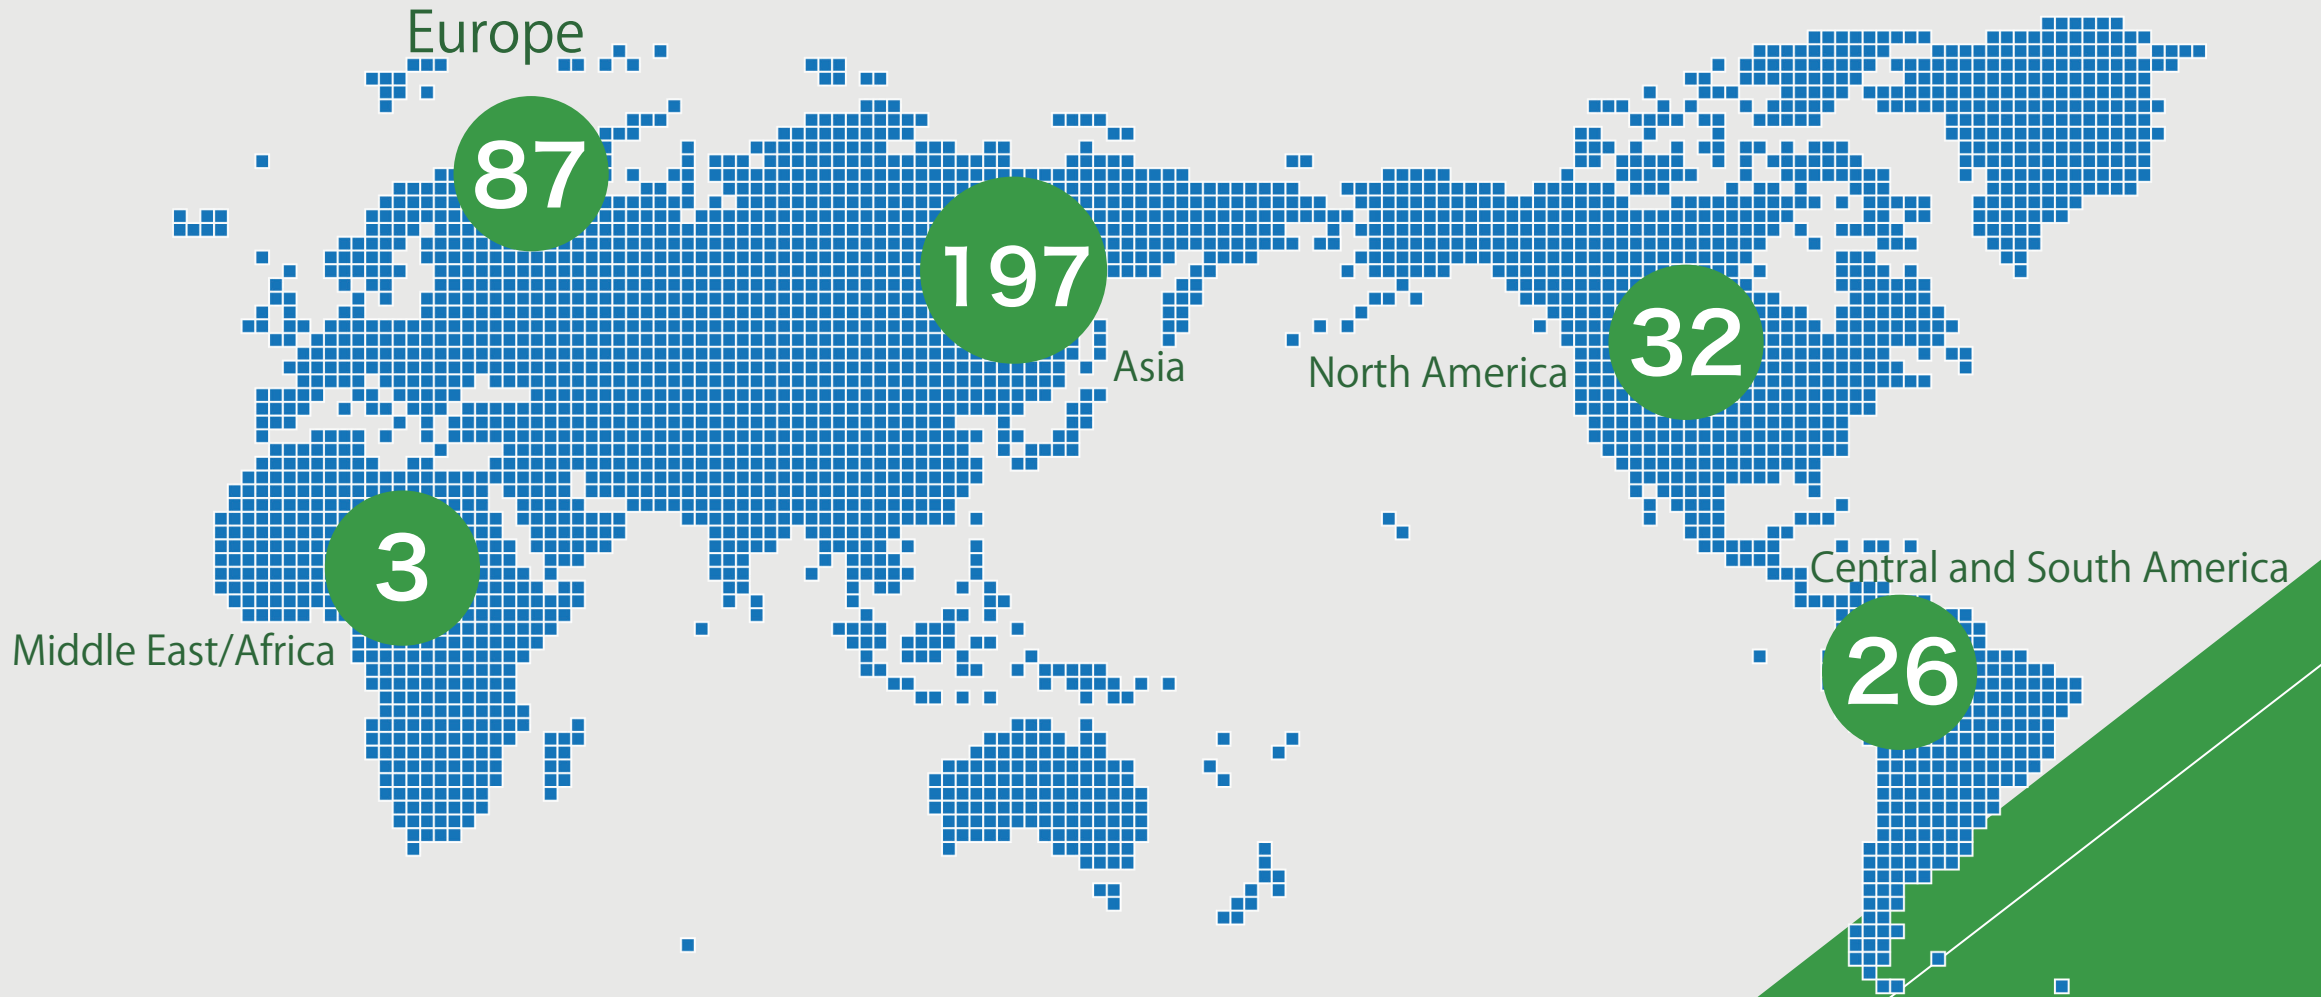 Europe
87
197
Asia
North America
32
3
Middle East/Africa
Central and South America
26